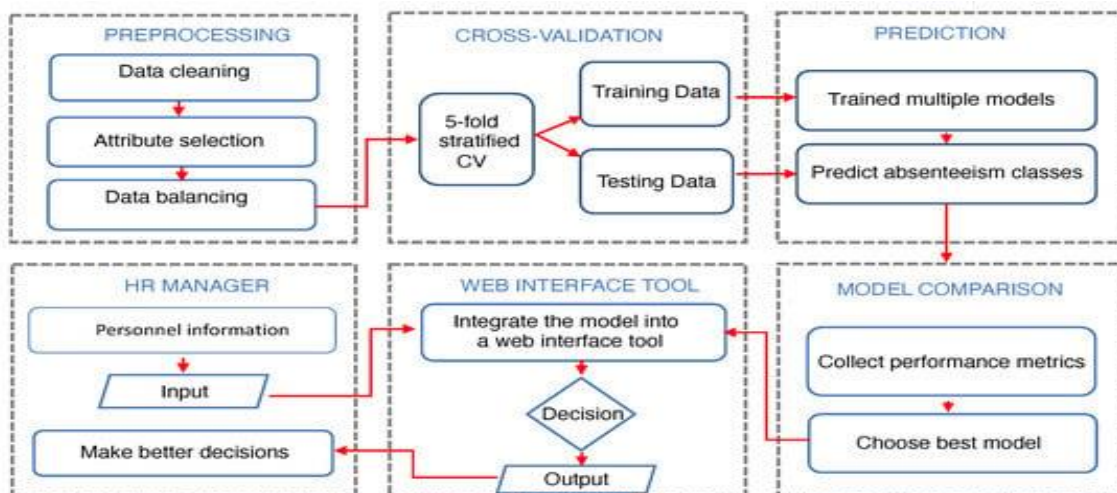 PREPROCESSING
Data cleaning
Attribute selection
Data balancing
CROSS-VALIDATION
5-fold
stratified
CV
Training Data
Testing Data
PREDICTION
Trained multiple models
Predict absenteeism classes
HR MANAGER
Personnel information
Input
Make better decisions
WEB INTERFACE TOOL
Integrate the model into
a web interface tool
Decision
Output
MODEL COMPARISON
Collect performance metrics
Choose best model